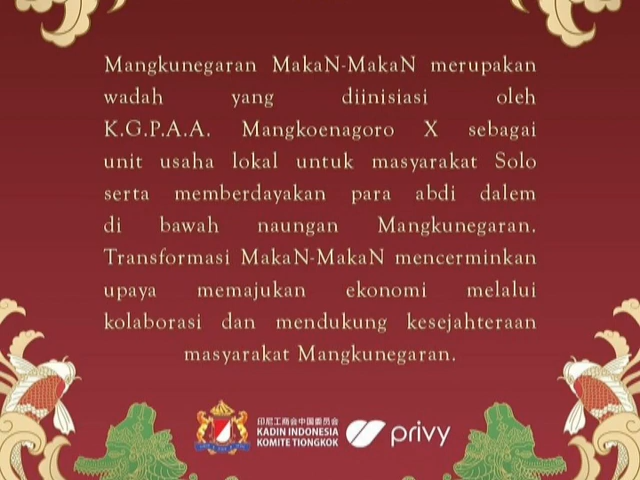 Mangkunegaran MakaN-MakaN merupakan
wadah yang diinisiasi oleh
K.G.P.A.A. Mangkoenagoro X sebagai
unit usaha lokal untuk masyarakat Solo
serta memberdayakan para abdi dalem
di bawah naungan Mangkunegaran.
Transformasi MakaN-MakaN mencerminkan
upaya memajukan ekonomi melalui
kolaborasi dan mendukung kesejahteraan
masyarakat Mangkunegaran.
印尼工商会中国委员会
KADIN INDONESIA
KOMITE TIONGKOK
privy